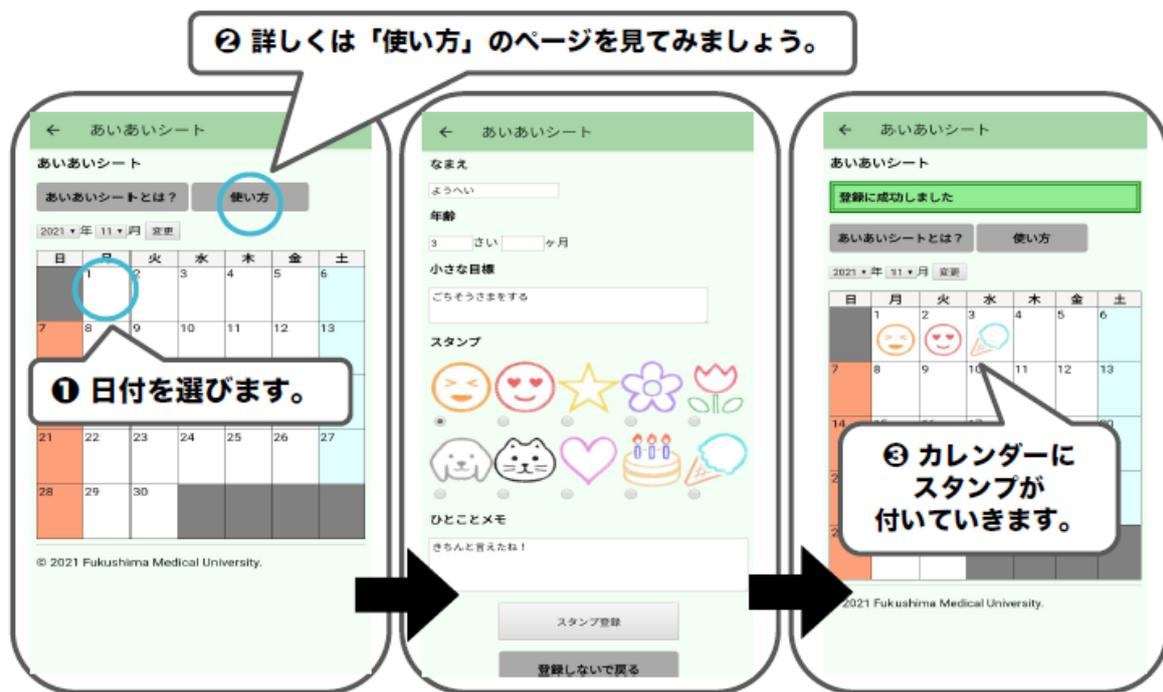 ❷ 詳しくは「使い方」のページを見てみましょう。
← あいあいシート
あいあいシート
あいあいシートとは? 使い方
2021 年 11 月 変更
日 月 火 水 木 金 土
1 2 3 4 5 6
7 8 9 10 11 12 13
❶ 日付を選びます。
21 22 23 24 25 26 27
28 29 30
© 2021 Fukushima Medical University.
← あいあいシート
なまえ
ようへい
年齢
3 さい ヶ月
小さな目標
ごちそうさまをする
スタンプ
ひとことメモ
きちんと言えたね!
スタンプ登録
登録しないで戻る
← あいあいシート
あいあいシート
登録に成功しました
あいあいシートとは? 使い方
2021 年 11 月 変更
日 月 火 水 木 金 土
1 2 3 4 5 6
7 8 9 10 11 12 13
14
❸ カレンダーに
スタンプが
付いていきます。
2021 Fukushima Medical University.